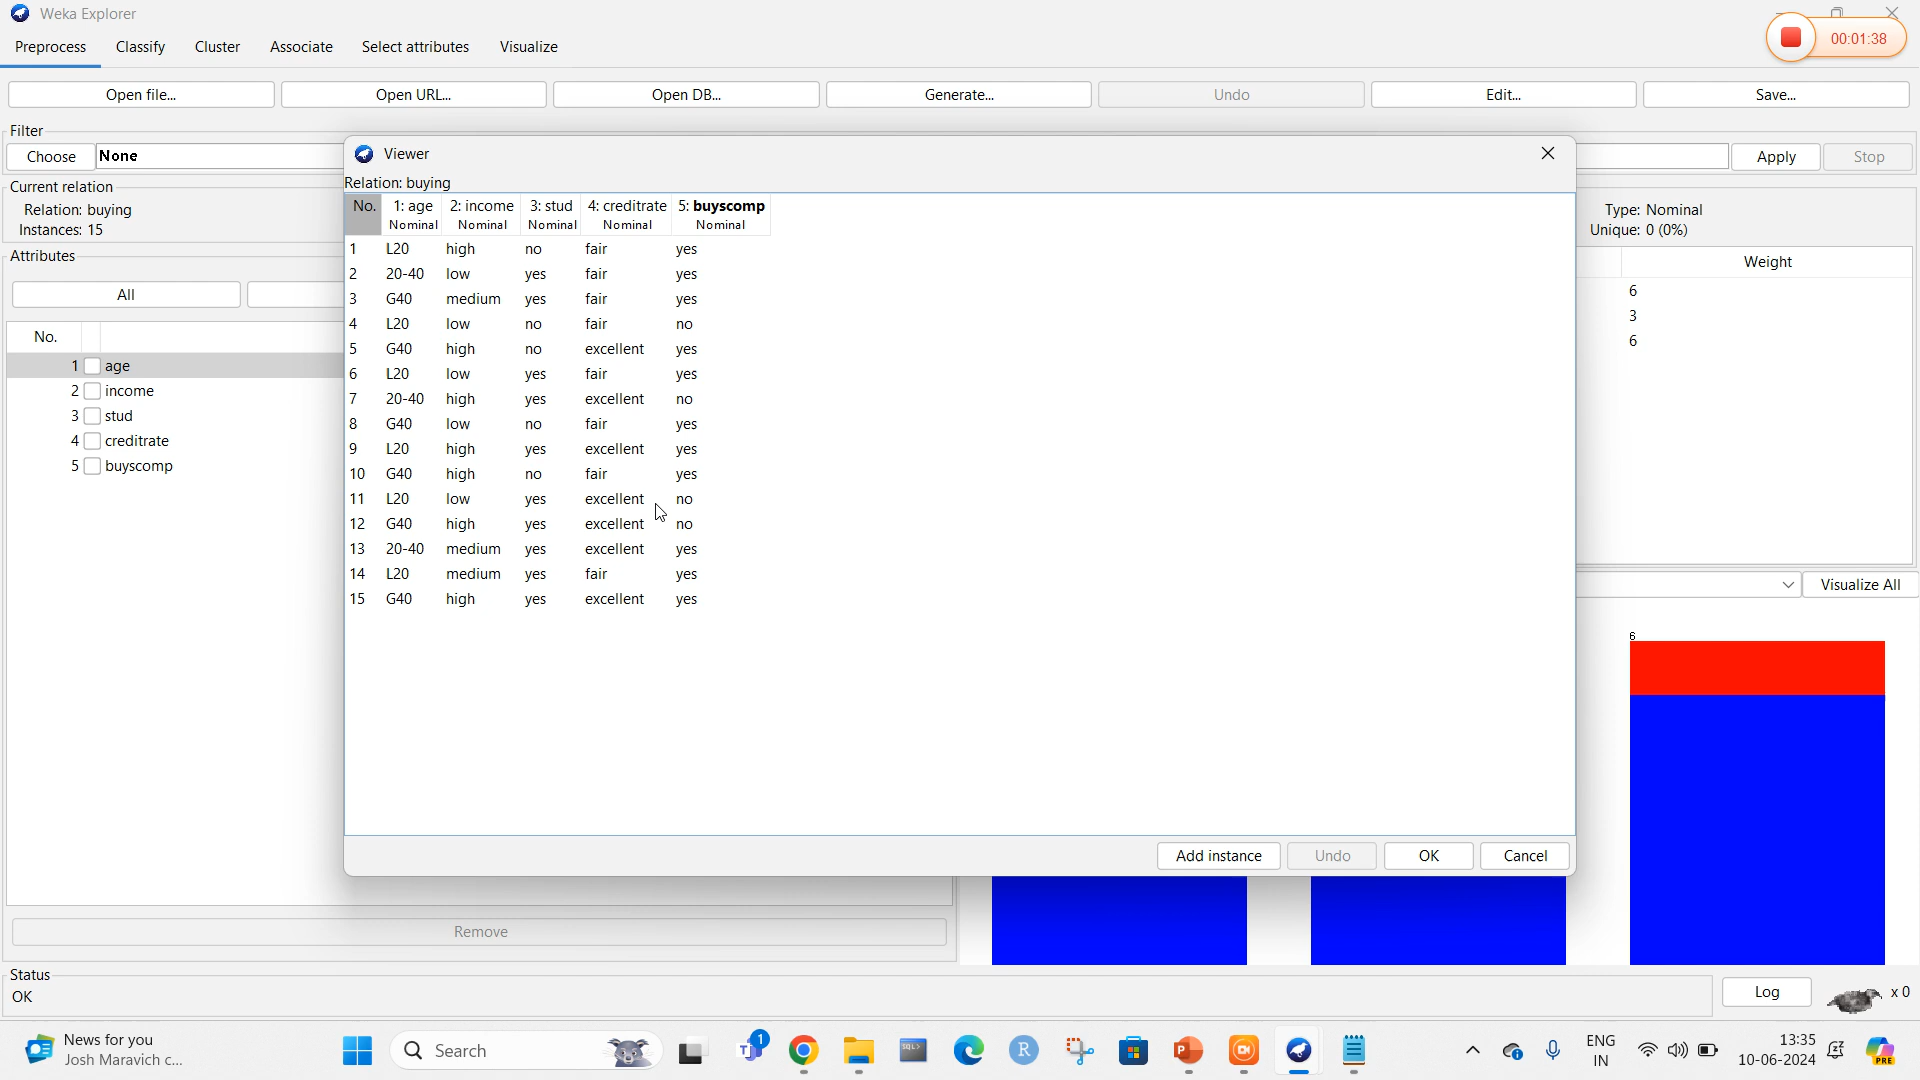 Weka Explorer
00:01:38
Preprocess Classify Cluster Associate Select attributes Visualize
Open file... Open URL... Open DB... Generate... Undo Edit... Save...
Filter
Choose None Apply Stop
Viewer
Current relation
Relation: buying
Instances: 15
Type: Nominal
Unique: 0 (0%)
Relation: buying
No. 1: age 2: income 3: stud 4: creditrate 5: buyscomp
Nominal Nominal Nominal Nominal Nominal
1 L20 high no fair yes
2 20-40 low yes fair yes
3 G40 medium yes fair yes
4 L20 low no fair no
5 G40 high no excellent yes
6 L20 low yes fair yes
7 20-40 high yes excellent no
8 G40 low no fair yes
9 L20 high yes excellent yes
10 G40 high no fair yes
11 L20 low yes excellent no
12 G40 high yes excellent no
13 20-40 medium yes excellent yes
14 L20 medium yes fair yes
15 G40 high yes excellent yes
Add instance Undo OK Cancel
Attributes
All
No.
1 age
2 income
3 stud
4 creditrate
5 buyscomp
Weight
6
3
6
Visualize All
6
Remove
Status
OK
Log x 0
News for you
Josh Maravich c...
Search
1
SQL>
R
ENG
IN
13:35
10-06-2024
PRE